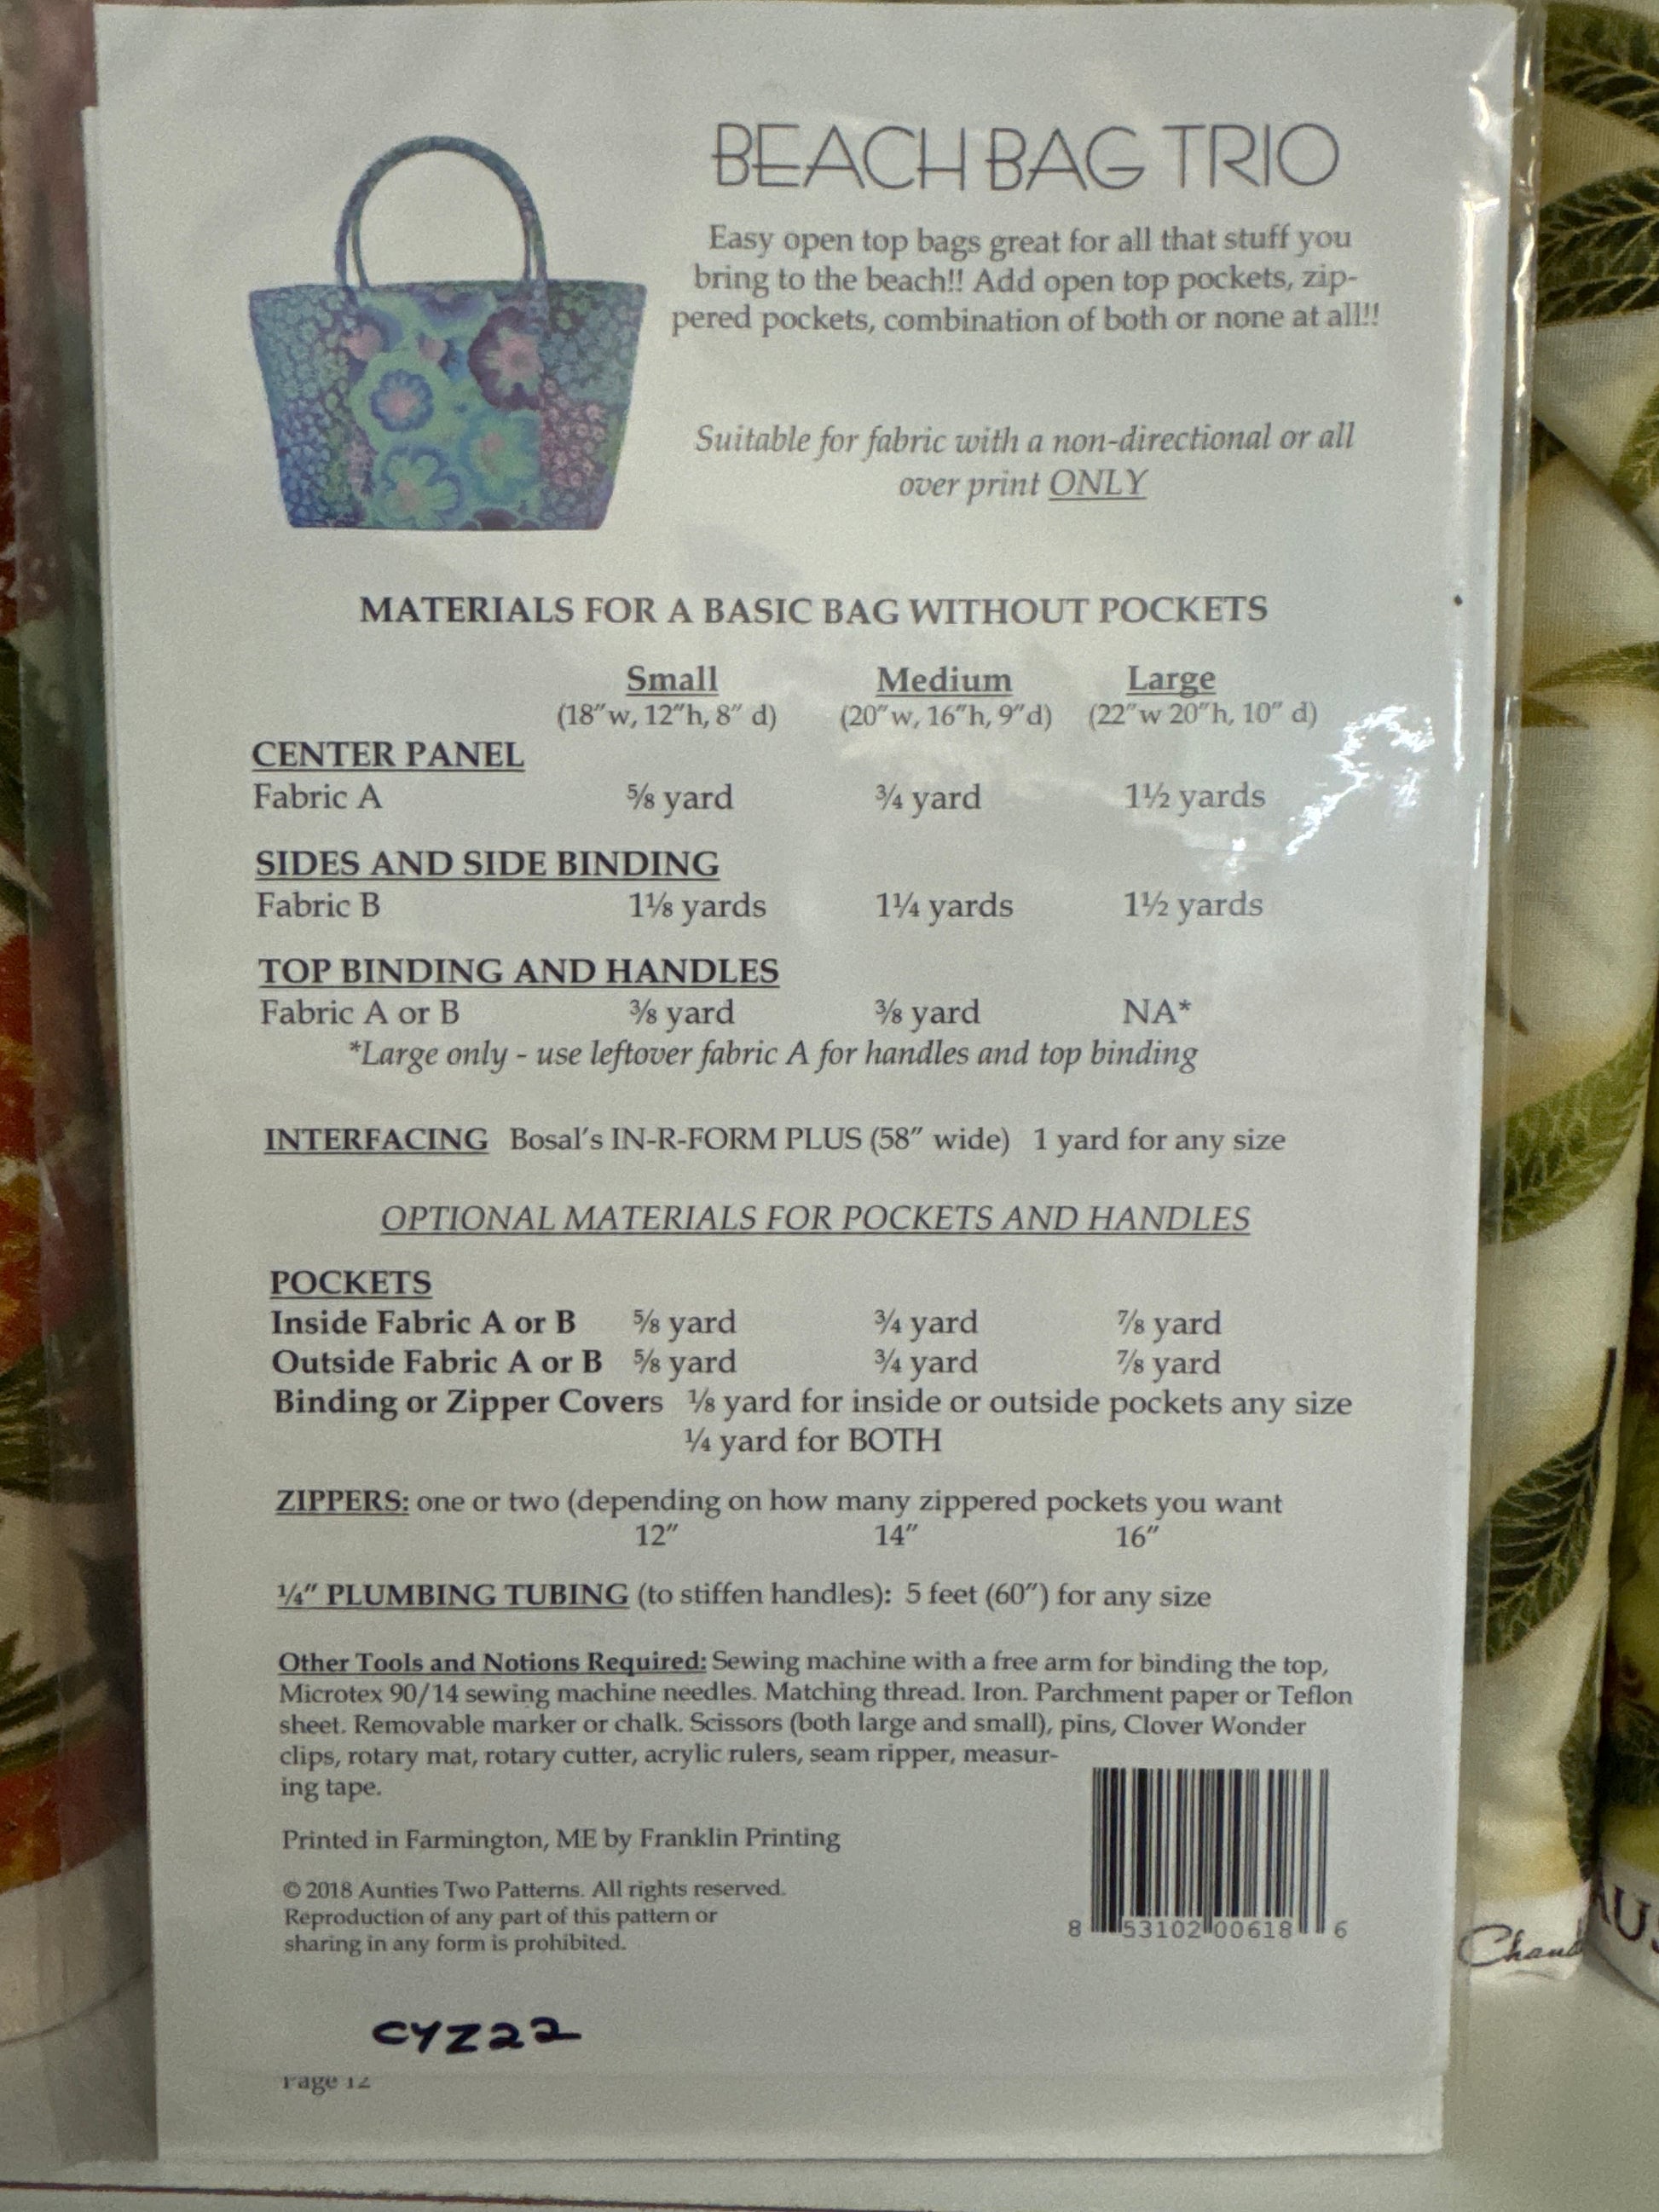 BEACH BAG TRIO
Easy open top bags great for all that stuff you
bring to the beach!! Add open top pockets, zip-
pered pockets, combination of both or none at all!!
Suitable for fabric with a non-directional or all
over print ONLY
MATERIALS FOR A BASIC BAG WITHOUT POCKETS
Small Medium Large
(18″w, 12″h, 8″ d) (20″w, 16″h, 9″d) (22″w 20″h, 10″ d)
CENTER PANEL
Fabric A ⅝ yard ¾ yard 1½ yards
SIDES AND SIDE BINDING
Fabric B 1⅛ yards 1¼ yards 1½ yards
TOP BINDING AND HANDLES
Fabric A or B ⅜ yard ⅜ yard NA*
*Large only - use leftover fabric A for handles and top binding
INTERFACING Bosal's IN-R-FORM PLUS (58″ wide) 1 yard for any size
OPTIONAL MATERIALS FOR POCKETS AND HANDLES
POCKETS
Inside Fabric A or B ⅝ yard ¾ yard ⅞ yard
Outside Fabric A or B ⅝ yard ¾ yard ⅞ yard
Binding or Zipper Covers ⅛ yard for inside or outside pockets any size
¼ yard for BOTH
ZIPPERS: one or two (depending on how many zippered pockets you want
12″ 14″ 16″
¼″ PLUMBING TUBING (to stiffen handles): 5 feet (60″) for any size
Other Tools and Notions Required: Sewing machine with a free arm for binding the top,
Microtex 90/14 sewing machine needles. Matching thread. Iron. Parchment paper or Teflon
sheet. Removable marker or chalk. Scissors (both large and small), pins, Clover Wonder
clips, rotary mat, rotary cutter, acrylic rulers, seam ripper, measur-
ing tape.
Printed in Farmington, ME by Franklin Printing
© 2018 Aunties Two Patterns. All rights reserved.
Reproduction of any part of this pattern or
sharing in any form is prohibited.
8 53102 00618 6
CYZ22
Page 12